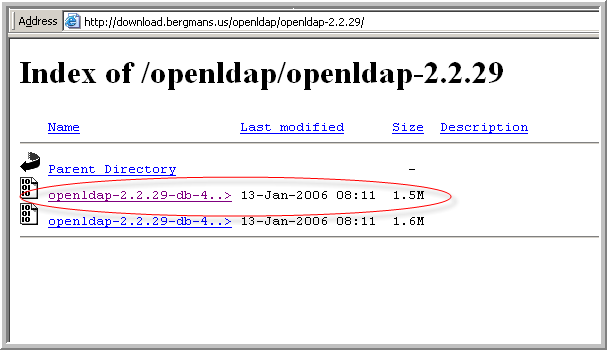 Address http://download.bergmans.us/openldap/openldap-2.2.29/
Index of /openldap/openldap-2.2.29
Name Last modified Size Description
Parent Directory -
openldap-2.2.29-db-4..> 13-Jan-2006 08:11 1.5M
openldap-2.2.29-db-4..> 13-Jan-2006 08:11 1.6M